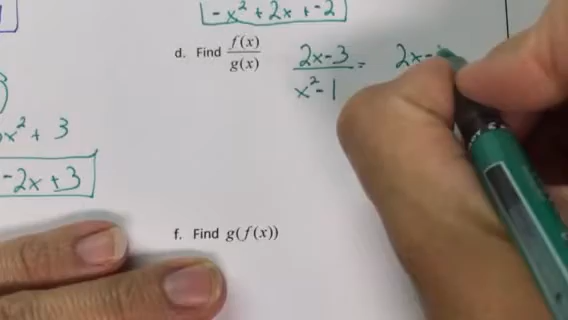 -x² + 2x + -2
d. Find f(x)/g(x) (2x-3)/(x²-1) = 2x-
x² + 3
-2x+3
f. Find g(f(x))